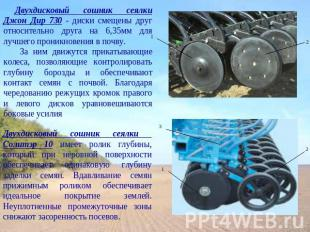 Двухдисковый сошник сеялки
Джон Дир 730 - диски смещены друг
относительно друга на 6,35мм для
лучшего проникновения в почву.
За ним движутся прикатывающие
колеса, позволяющие контролировать
глубину борозды и обеспечивают
контакт семян с почвой. Благодаря
чередованию режущих кромок правого
и левого дисков уравновешиваются
боковые усилия
Двухдисковый сошник сеялки
Солитэр 10 имеет ролик глубины,
который при неровной поверхности
обеспечивает одинаковую глубину
заделки семян. Вдавливание семян
прижимным роликом обеспечивает
идеальное покрытие землей.
Неуплотненные промежуточные зоны
снижают засоренность посевов.
1
2
3
2
1
PPT4WEB.ru